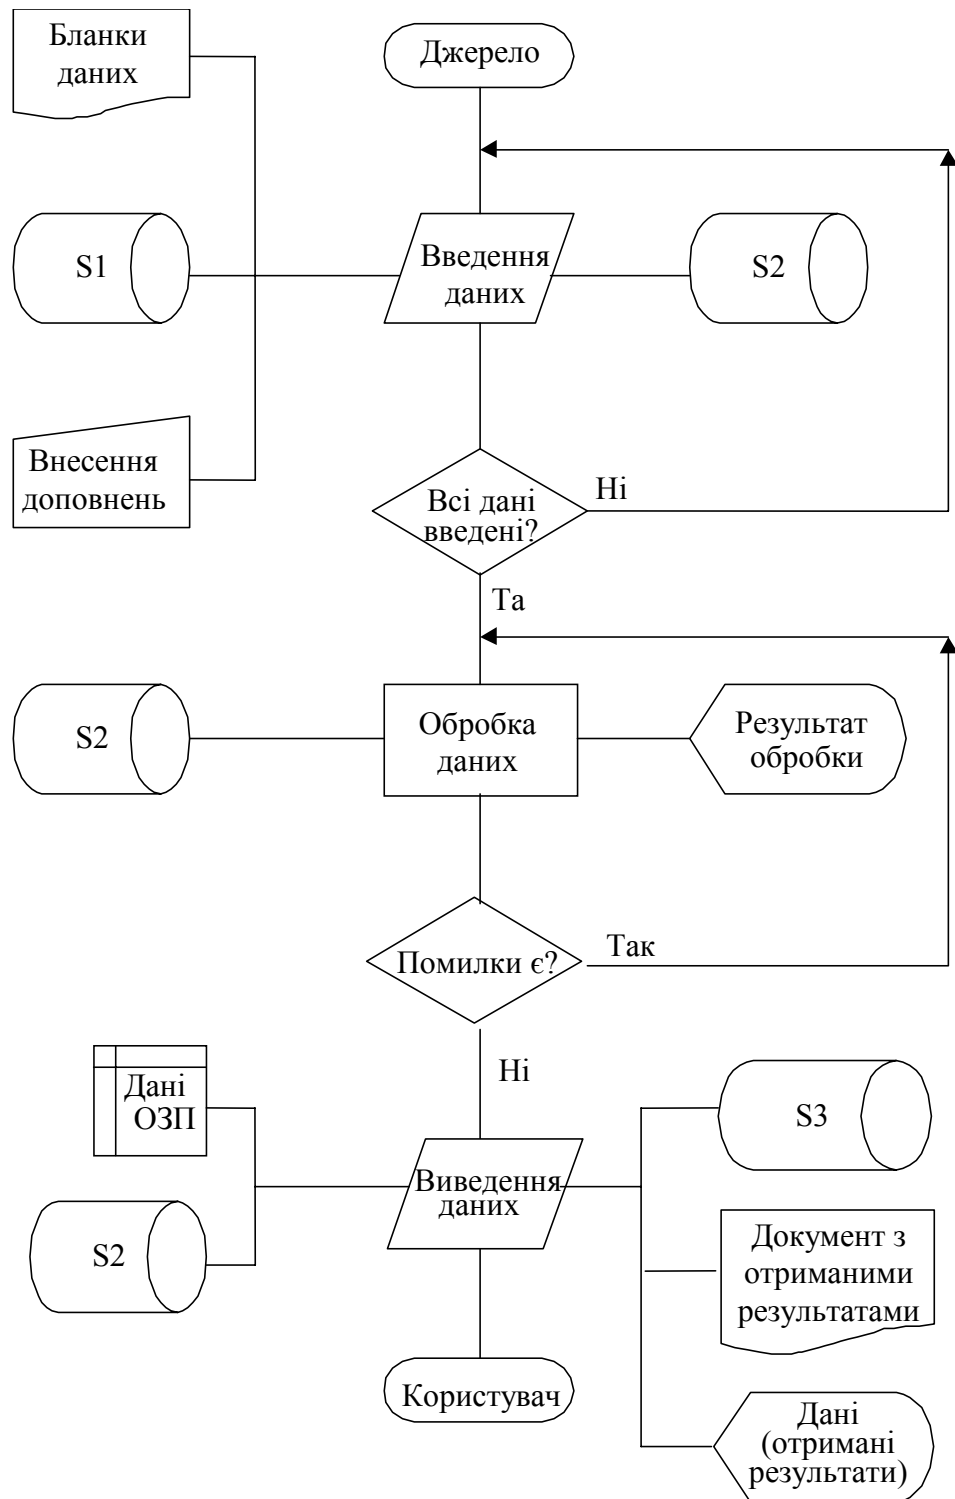 Бланки
даних
Джерело
S1
Введення
даних
S2
Внесення
доповнень
Всі дані
введені?
Ні
Та
S2
Обробка
даних
Результат
обробки
Помилки є?
Так
Ні
Дані
ОЗП
S3
Виведення
даних
S2
Документ з
отриманими
результатами
Користувач
Дані
(отримані
результати)